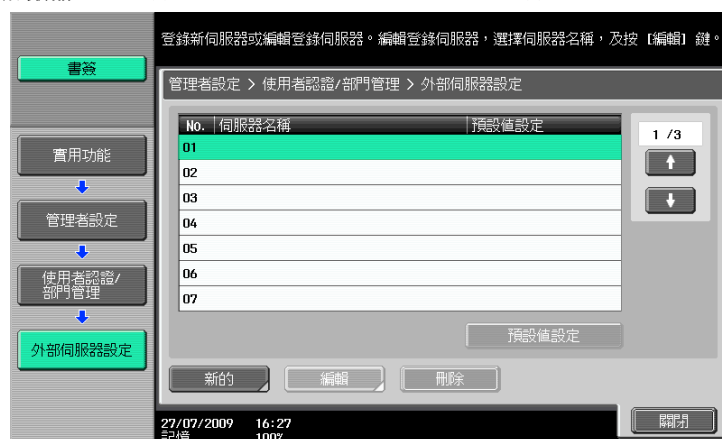 登錄新伺服器或編輯登錄伺服器。編輯登錄伺服器，選擇伺服器名稱，及按 [編輯] 鍵。
書簽
管理者設定 > 使用者認證/部門管理 > 外部伺服器設定
No. 伺服器名稱 預設值設定
1 /3
01
02
03
04
05
06
07
實用功能
管理者設定
使用者認證/
部門管理
外部伺服器設定
預設值設定
新的 編輯 刪除
27/07/2009 16:27
記憶 100%
關閉